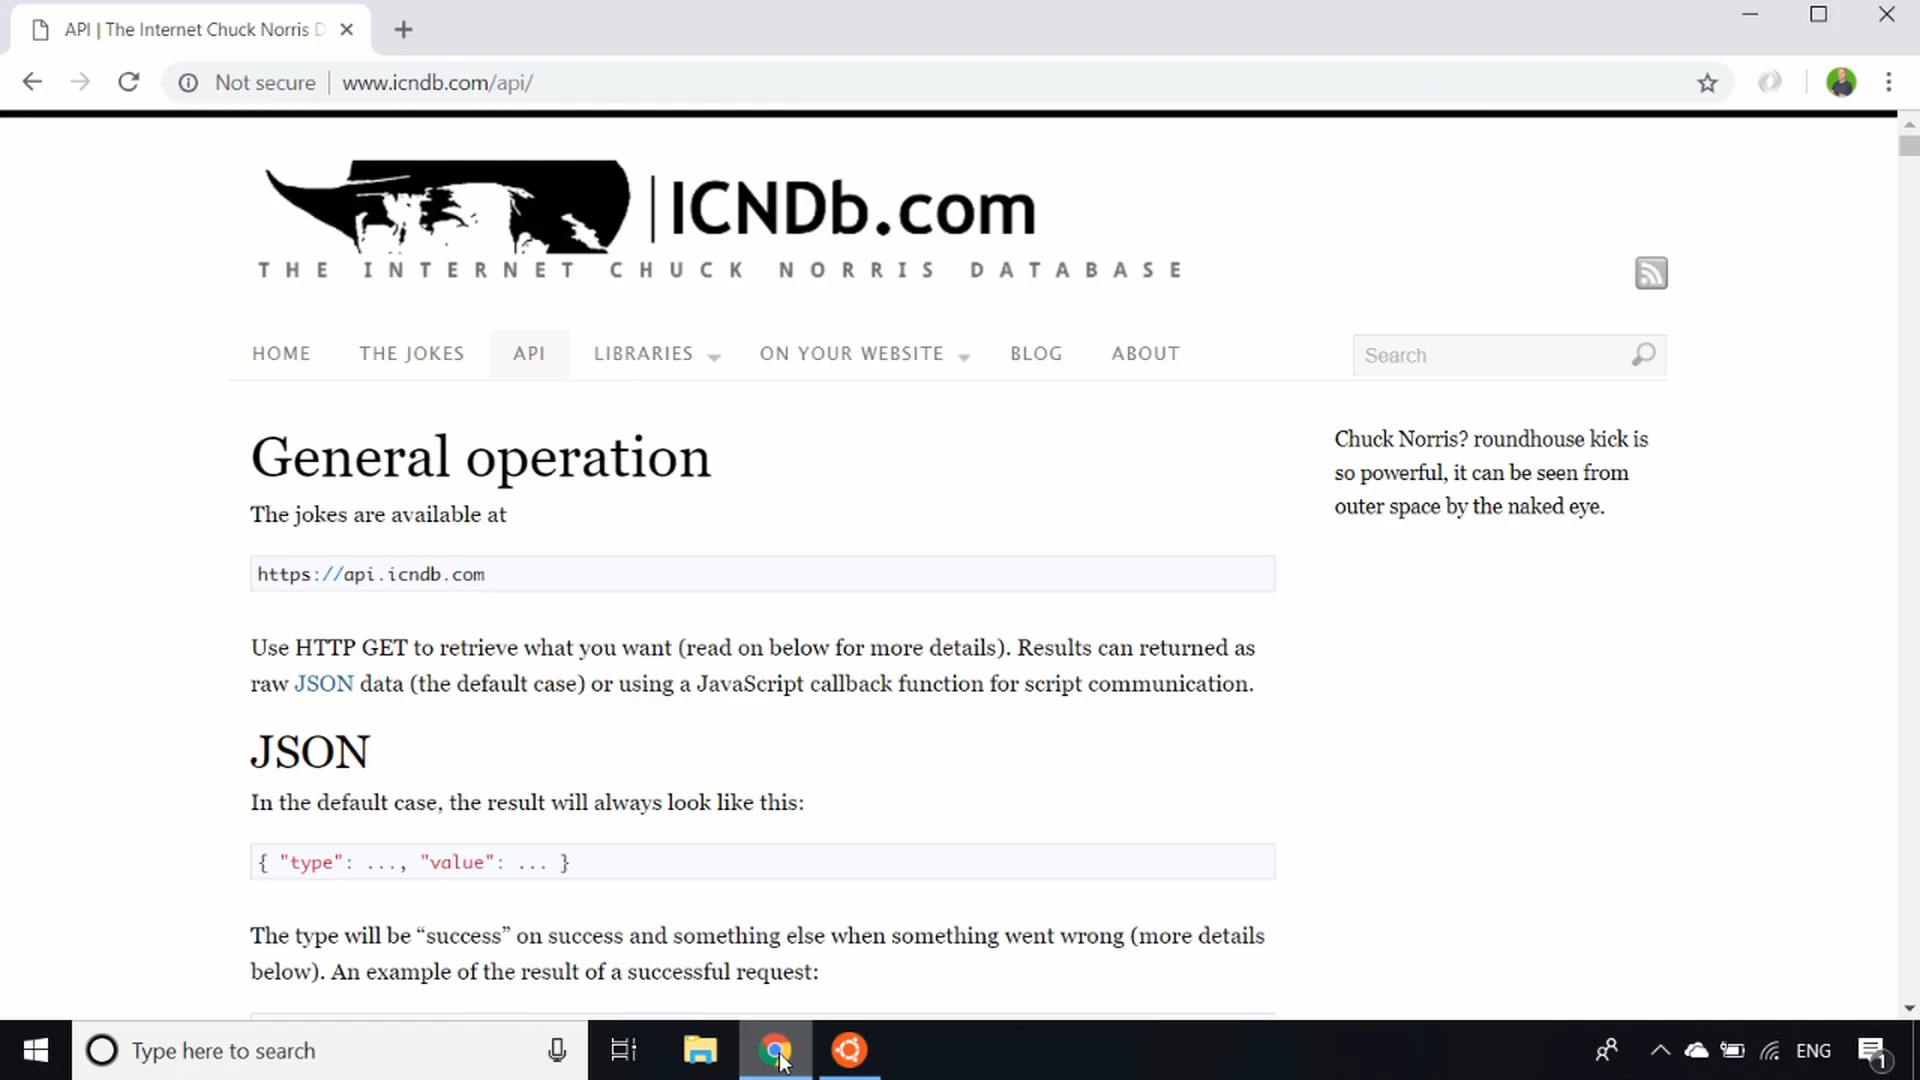 API | The Internet Chuck Norris D
Not secure
www.icndb.com/api/
ICNDb.com
THE INTERNET CHUCK NORRIS DATABASE
HOME
THE JOKES
API
LIBRARIES
ON YOUR WEBSITE
BLOG
ABOUT
Search
General operation
The jokes are available at
https://api.icndb.com
Use HTTP GET to retrieve what you want (read on below for more details). Results can returned as
raw JSON data (the default case) or using a JavaScript callback function for script communication.
JSON
In the default case, the result will always look like this:
{ "type": ..., "value": ... }
The type will be “success” on success and something else when something went wrong (more details
below). An example of the result of a successful request:
Chuck Norris? roundhouse kick is
so powerful, it can be seen from
outer space by the naked eye.
Type here to search
ENG
1